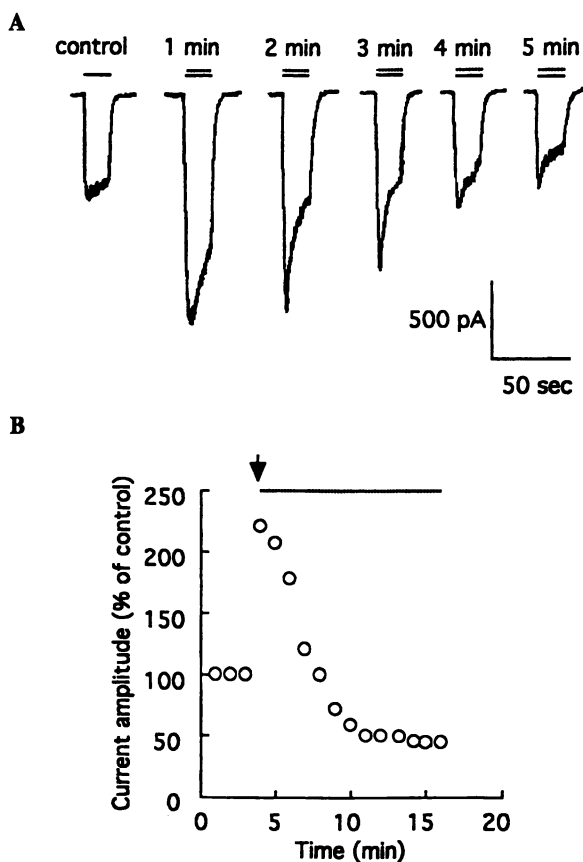 A
control 1 min 2 min 3 min 4 min 5 min
500 pA
50 sec
B
Current amplitude (% of control)
250
200
150
100
50
0
0 5 10 15 20
Time (min)